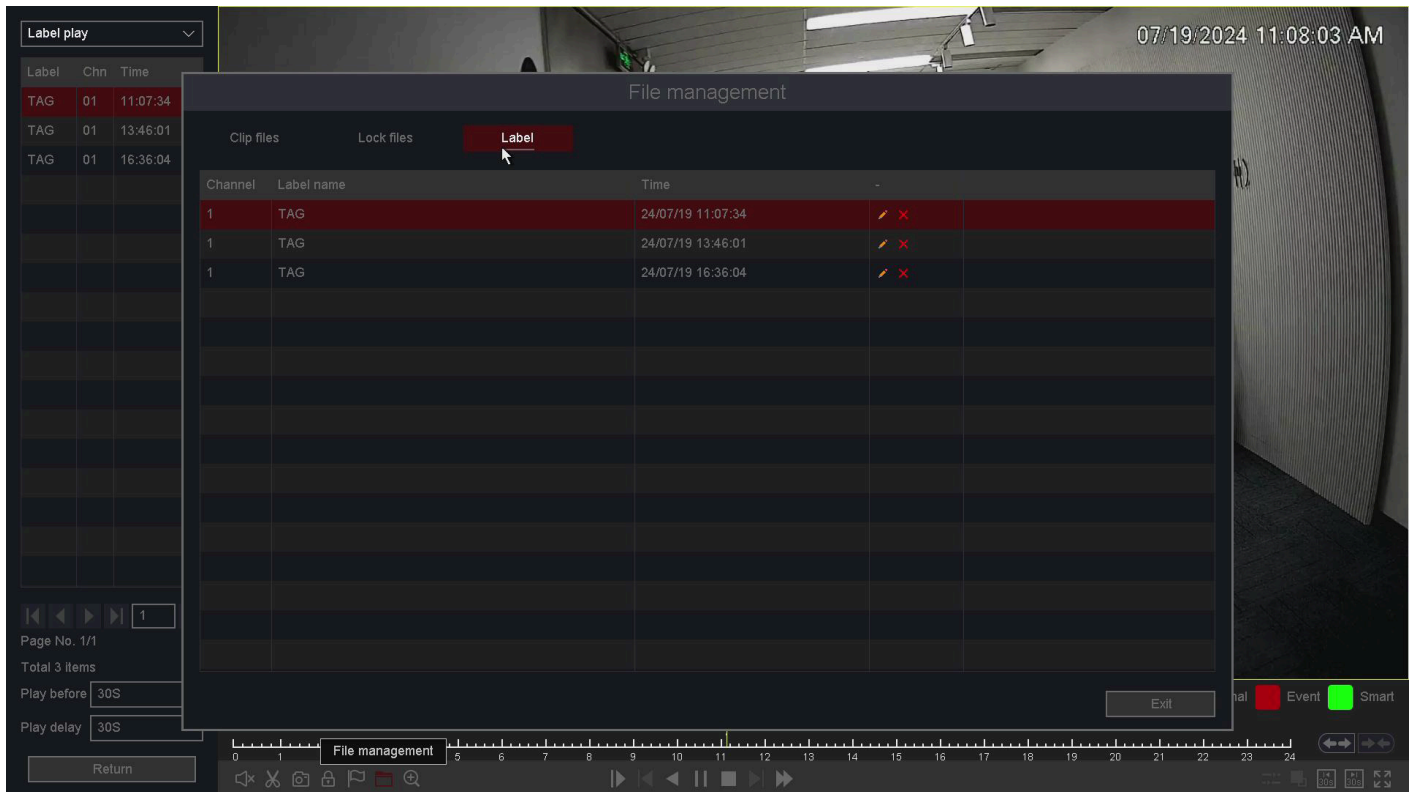 Label play
07/19/2024 11:08:03 AM
Label Chn Time
TAG 01 11:07:34
TAG 01 13:46:01
TAG 01 16:36:04
File management
Clip files Lock files Label
Channel Label name Time -
1 TAG 24/07/19 11:07:34
1 TAG 24/07/19 13:46:01
1 TAG 24/07/19 16:36:04
1
Page No. 1/1
Total 3 items
Play before 30S
Play delay 30S
Exit
Event Smart
File management
0 1 5 6 7 8 9 10 11 12 13 14 15 16 17 18 19 20 21 22 23 24
Return
30s 30s